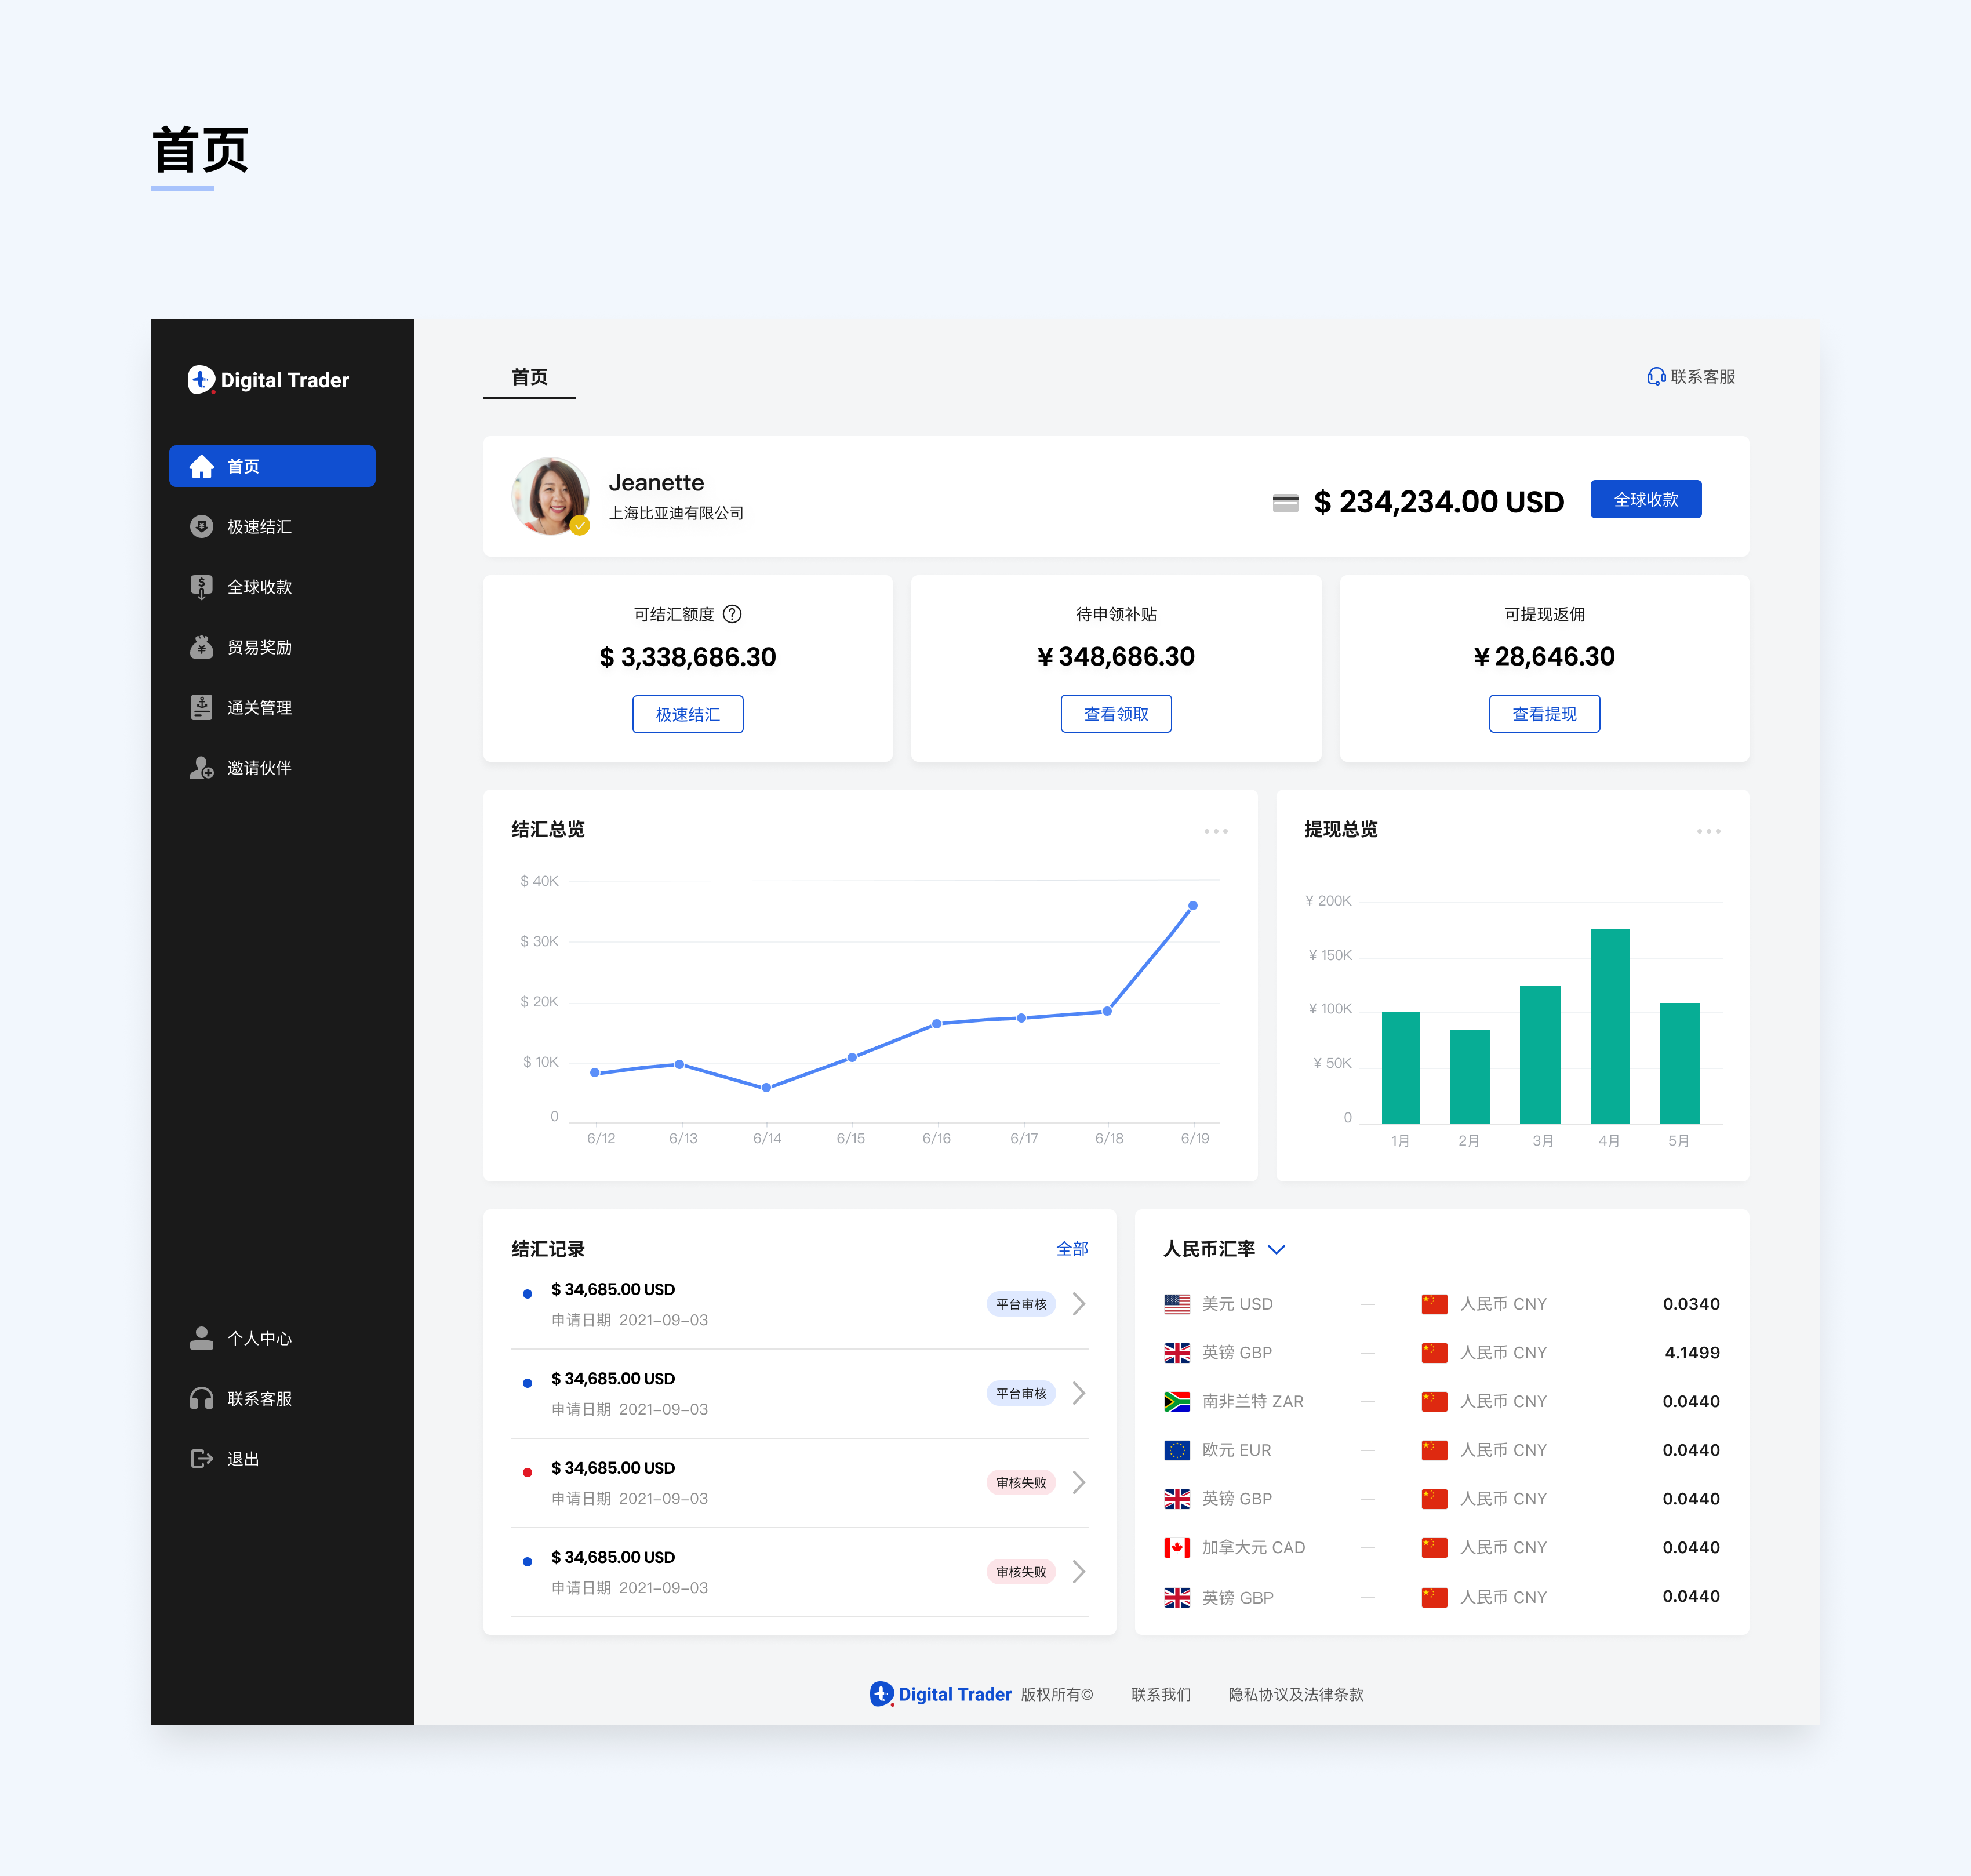 首页
Digital Trader
首页
极速结汇
全球收款
贸易奖励
通关管理
邀请伙伴
个人中心
联系客服
退出
首页
联系客服
Jeanette
上海比亚迪有限公司
$ 234,234.00 USD
全球收款
可结汇额度 ?
$ 3,338,686.30
极速结汇
待申领补贴
¥ 348,686.30
查看领取
可提现返佣
¥ 28,646.30
查看提现
结汇总览
$ 40K
$ 30K
$ 20K
$ 10K
0
6/12 6/13 6/14 6/15 6/16 6/17 6/18 6/19
提现总览
¥ 200K
¥ 150K
¥ 100K
¥ 50K
0
1月 2月 3月 4月 5月
结汇记录 全部
$ 34,685.00 USD
申请日期 2021-09-03
平台审核
$ 34,685.00 USD
申请日期 2021-09-03
平台审核
$ 34,685.00 USD
申请日期 2021-09-03
审核失败
$ 34,685.00 USD
申请日期 2021-09-03
审核失败
人民币汇率
美元 USD — 人民币 CNY 0.0340
英镑 GBP — 人民币 CNY 4.1499
南非兰特 ZAR — 人民币 CNY 0.0440
欧元 EUR — 人民币 CNY 0.0440
英镑 GBP — 人民币 CNY 0.0440
加拿大元 CAD — 人民币 CNY 0.0440
英镑 GBP — 人民币 CNY 0.0440
Digital Trader 版权所有© 联系我们 隐私协议及法律条款